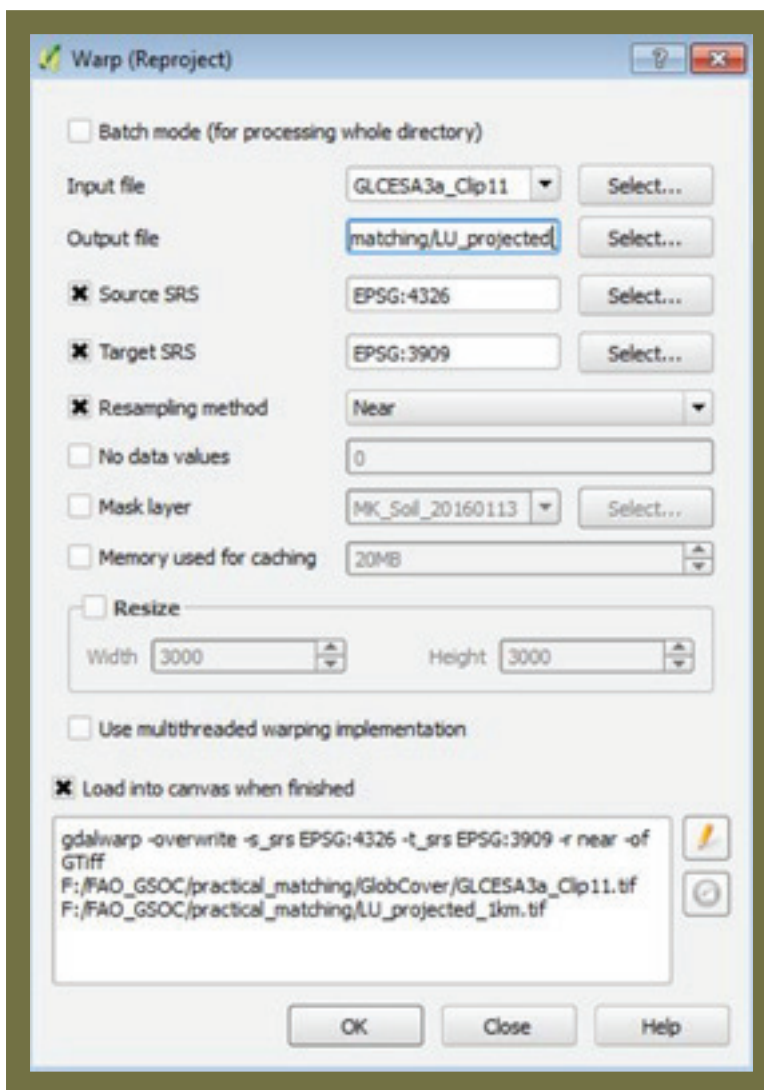 Warp (Reproject)
Batch mode (for processing whole directory)
Input file GLCESA3a_Clip11 Select...
Output file matching/LU_projected Select...
Source SRS EPSG:4326 Select...
Target SRS EPSG:3909 Select...
Resampling method Near
No data values 0
Mask layer MK_Soil_20160113 Select...
Memory used for caching 20MB
Resize
Width 3000 Height 3000
Use multithreaded warping implementation
Load into canvas when finished
gdalwarp -overwrite -s_srs EPSG:4326 -t_srs EPSG:3909 -r near -of
GTiff
F:/FAO_GSOC/practical_matching/GlobCover/GLCESA3a_Clip11.tif
F:/FAO_GSOC/practical_matching/LU_projected_1km.tif
OK Close Help